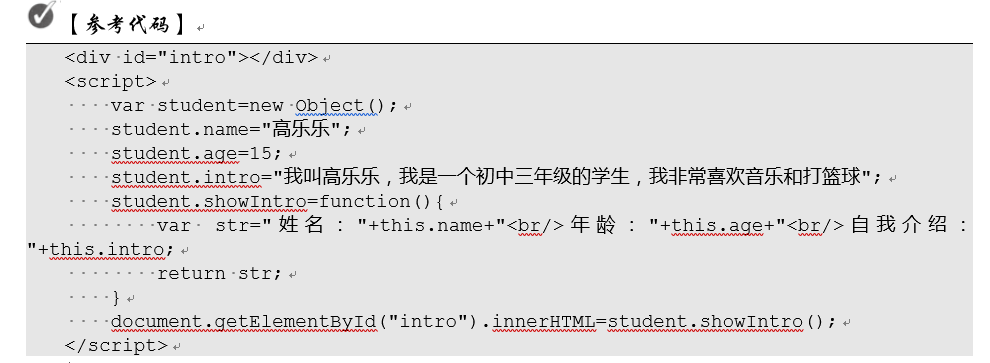 【参考代码】
<div id="intro"></div>
<script>
var student=new Object();
student.name="高乐乐";
student.age=15;
student.intro="我叫高乐乐，我是一个初中三年级的学生，我非常喜欢音乐和打篮球";
student.showIntro=function(){
var str="姓名："+this.name+"<br/>年龄："+this.age+"<br/>自我介绍：
"+this.intro;
return str;
}
document.getElementById("intro").innerHTML=student.showIntro();
</script>